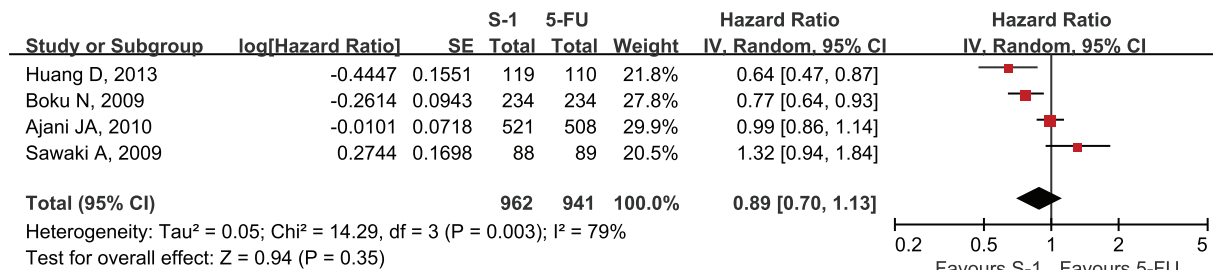 S-1 5-FU Hazard Ratio Hazard Ratio
Study or Subgroup log[Hazard Ratio] SE Total Total Weight IV, Random, 95% CI IV, Random, 95% CI
Huang D, 2013 -0.4447 0.1551 119 110 21.8% 0.64 [0.47, 0.87]
Boku N, 2009 -0.2614 0.0943 234 234 27.8% 0.77 [0.64, 0.93]
Ajani JA, 2010 -0.0101 0.0718 521 508 29.9% 0.99 [0.86, 1.14]
Sawaki A, 2009 0.2744 0.1698 88 89 20.5% 1.32 [0.94, 1.84]
Total (95% CI) 962 941 100.0% 0.89 [0.70, 1.13]
Heterogeneity: Tau² = 0.05; Chi² = 14.29, df = 3 (P = 0.003); I² = 79%
Test for overall effect: Z = 0.94 (P = 0.35)
0.2 0.5 1 2 5
Favours S-1 Favours 5-FU